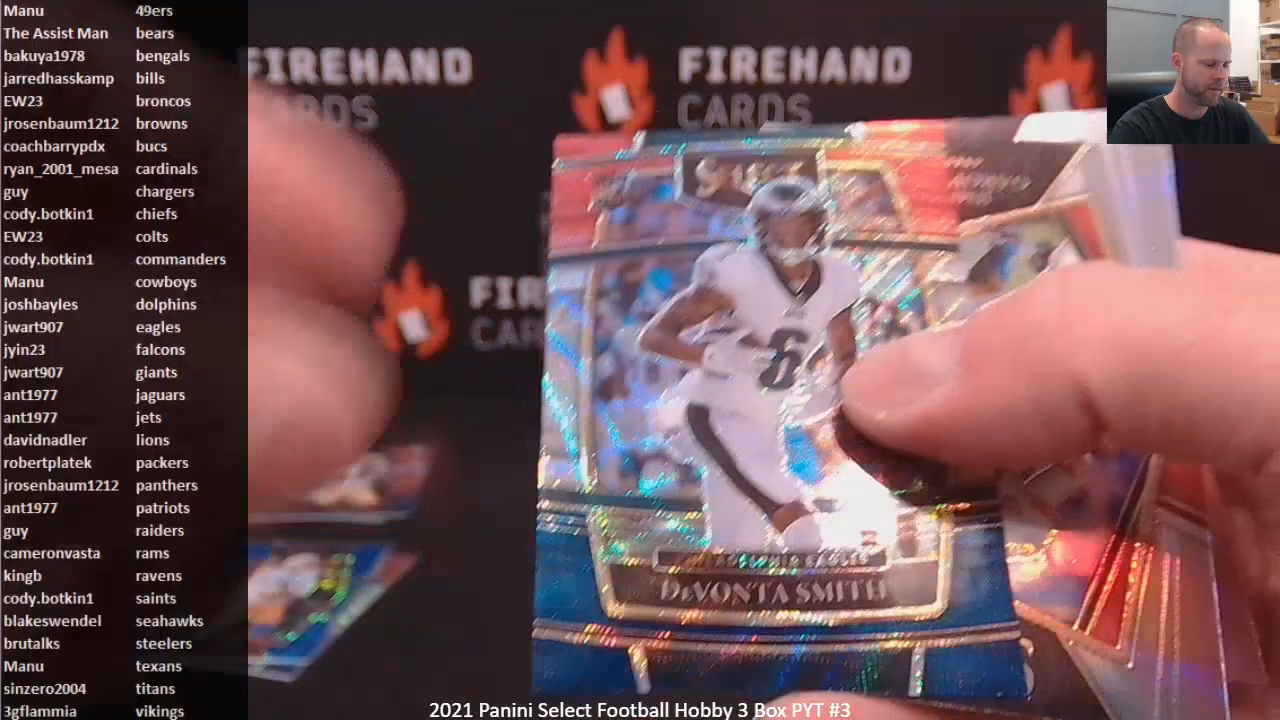 Manu 49ers
The Assist Man bears
bakuya1978 bengals
jarredhasskamp bills
EW23 broncos
jrosenbaum1212 browns
coachbarrypdx bucs
ryan_2001_mesa cardinals
guy chargers
cody.botkin1 chiefs
EW23 colts
cody.botkin1 commanders
Manu cowboys
joshbayles dolphins
jwart907 eagles
jyin23 falcons
jwart907 giants
ant1977 jaguars
ant1977 jets
davidnadler lions
robertplatek packers
jrosenbaum1212 panthers
ant1977 patriots
guy raiders
cameronvasta rams
kingb ravens
cody.botkin1 saints
blakeswendel seahawks
brutalks steelers
Manu texans
sinzero2004 titans
3gflammia vikings
FIREHAND
FIREHAND
CARDS
SELECT
6
EAGLES
DEVONTA SMITH
2021 Panini Select Football Hobby 3 Box PYT #3